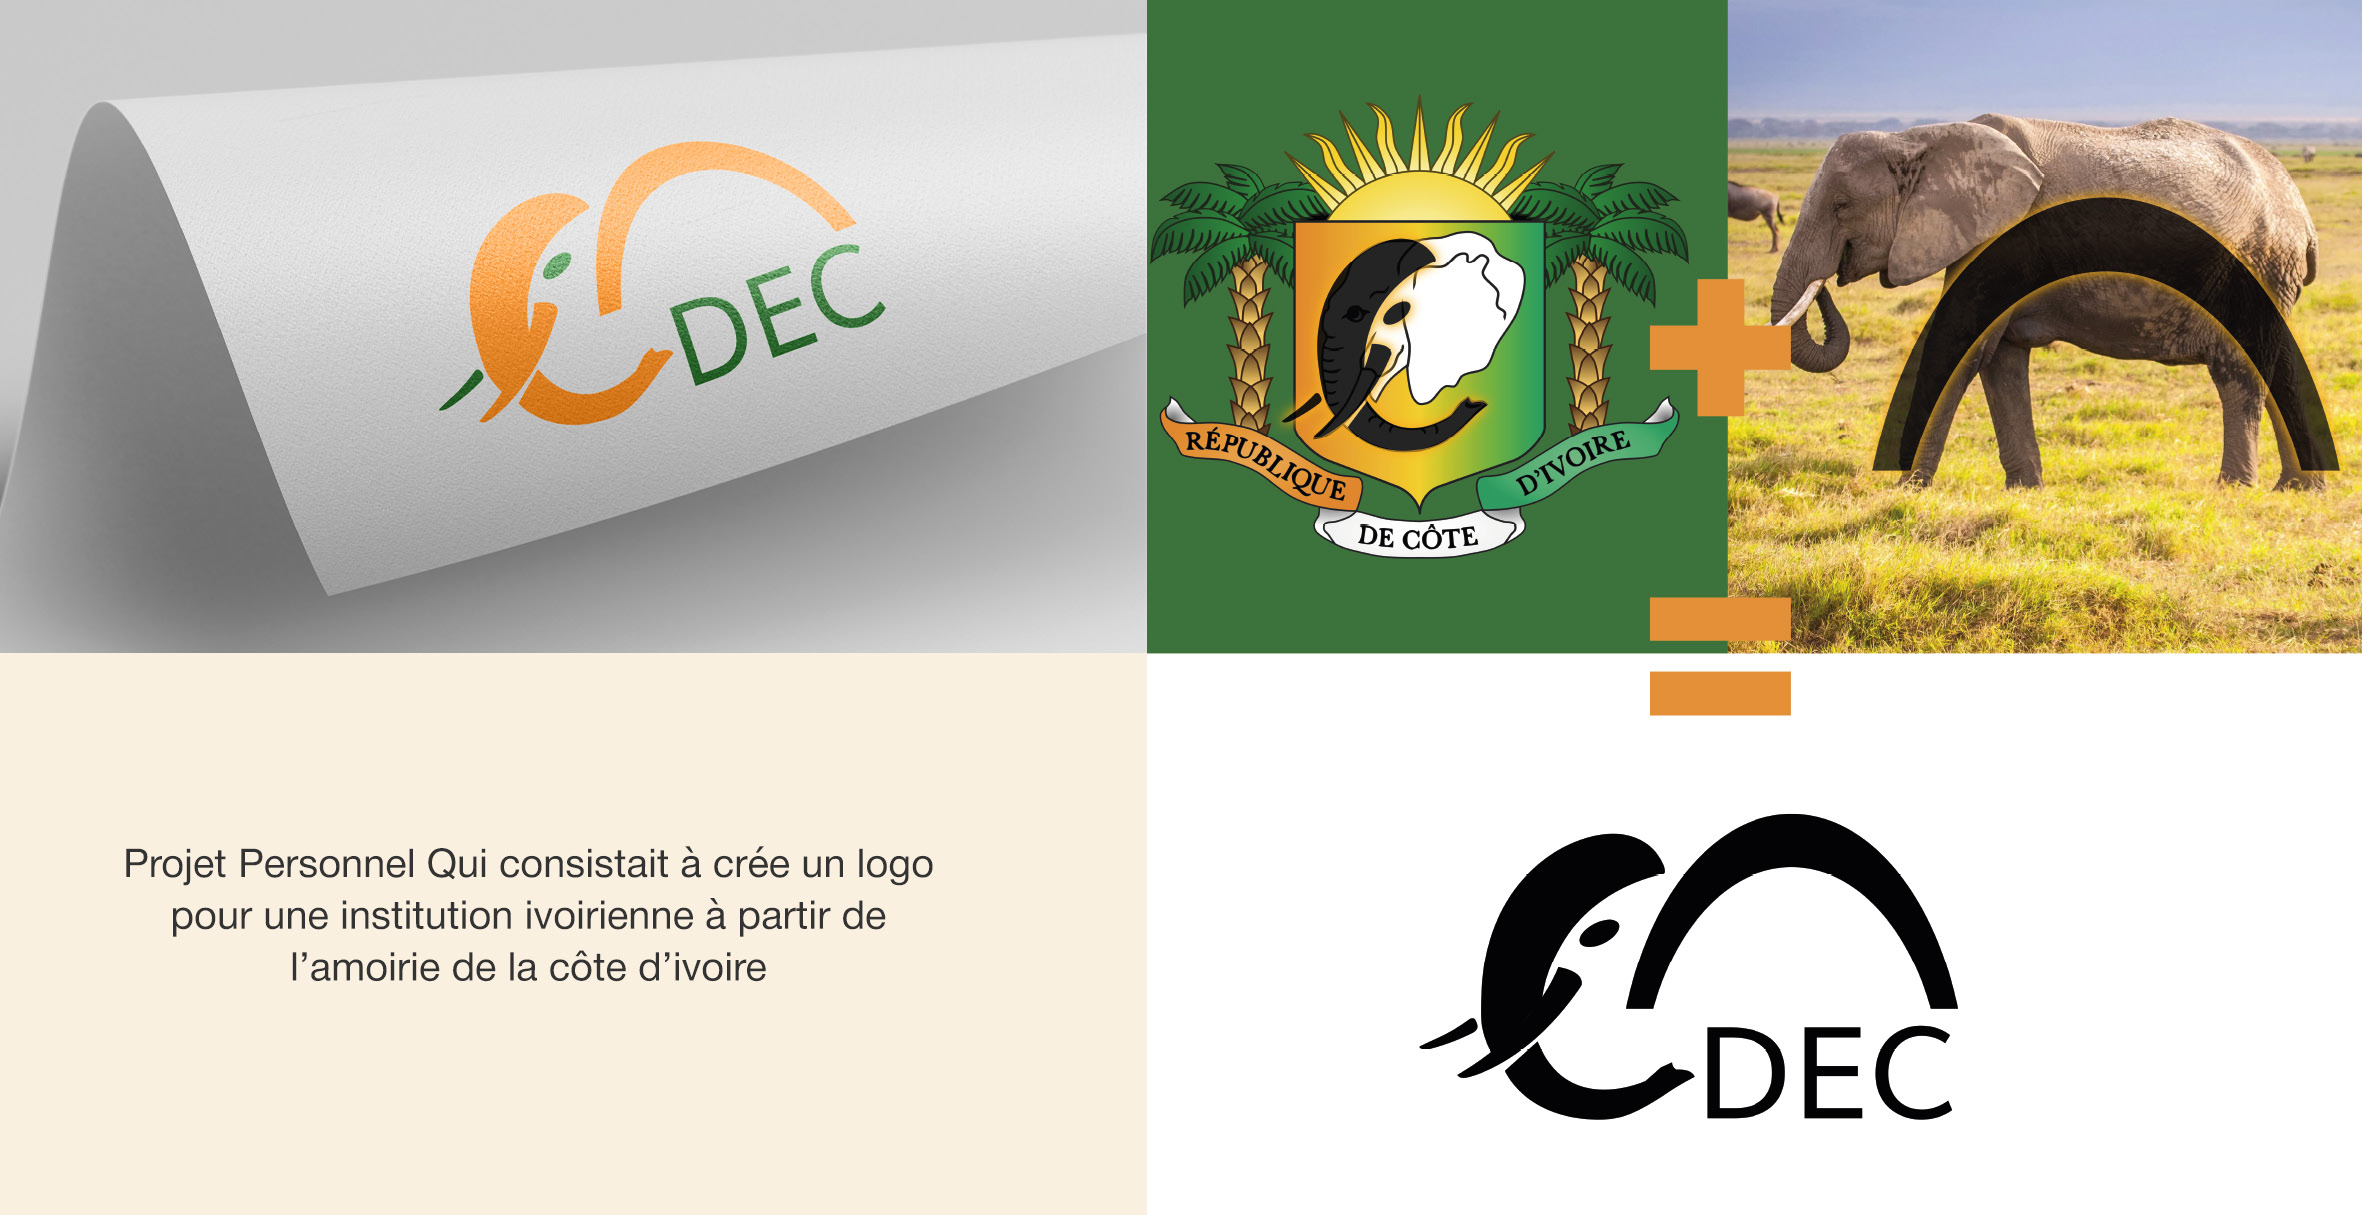 DEC
RÉPUBLIQUE
DE CÔTE
D'IVOIRE
Projet Personnel Qui consistait à crée un logo
pour une institution ivoirienne à partir de
l’amoirie de la côte d’ivoire
DEC